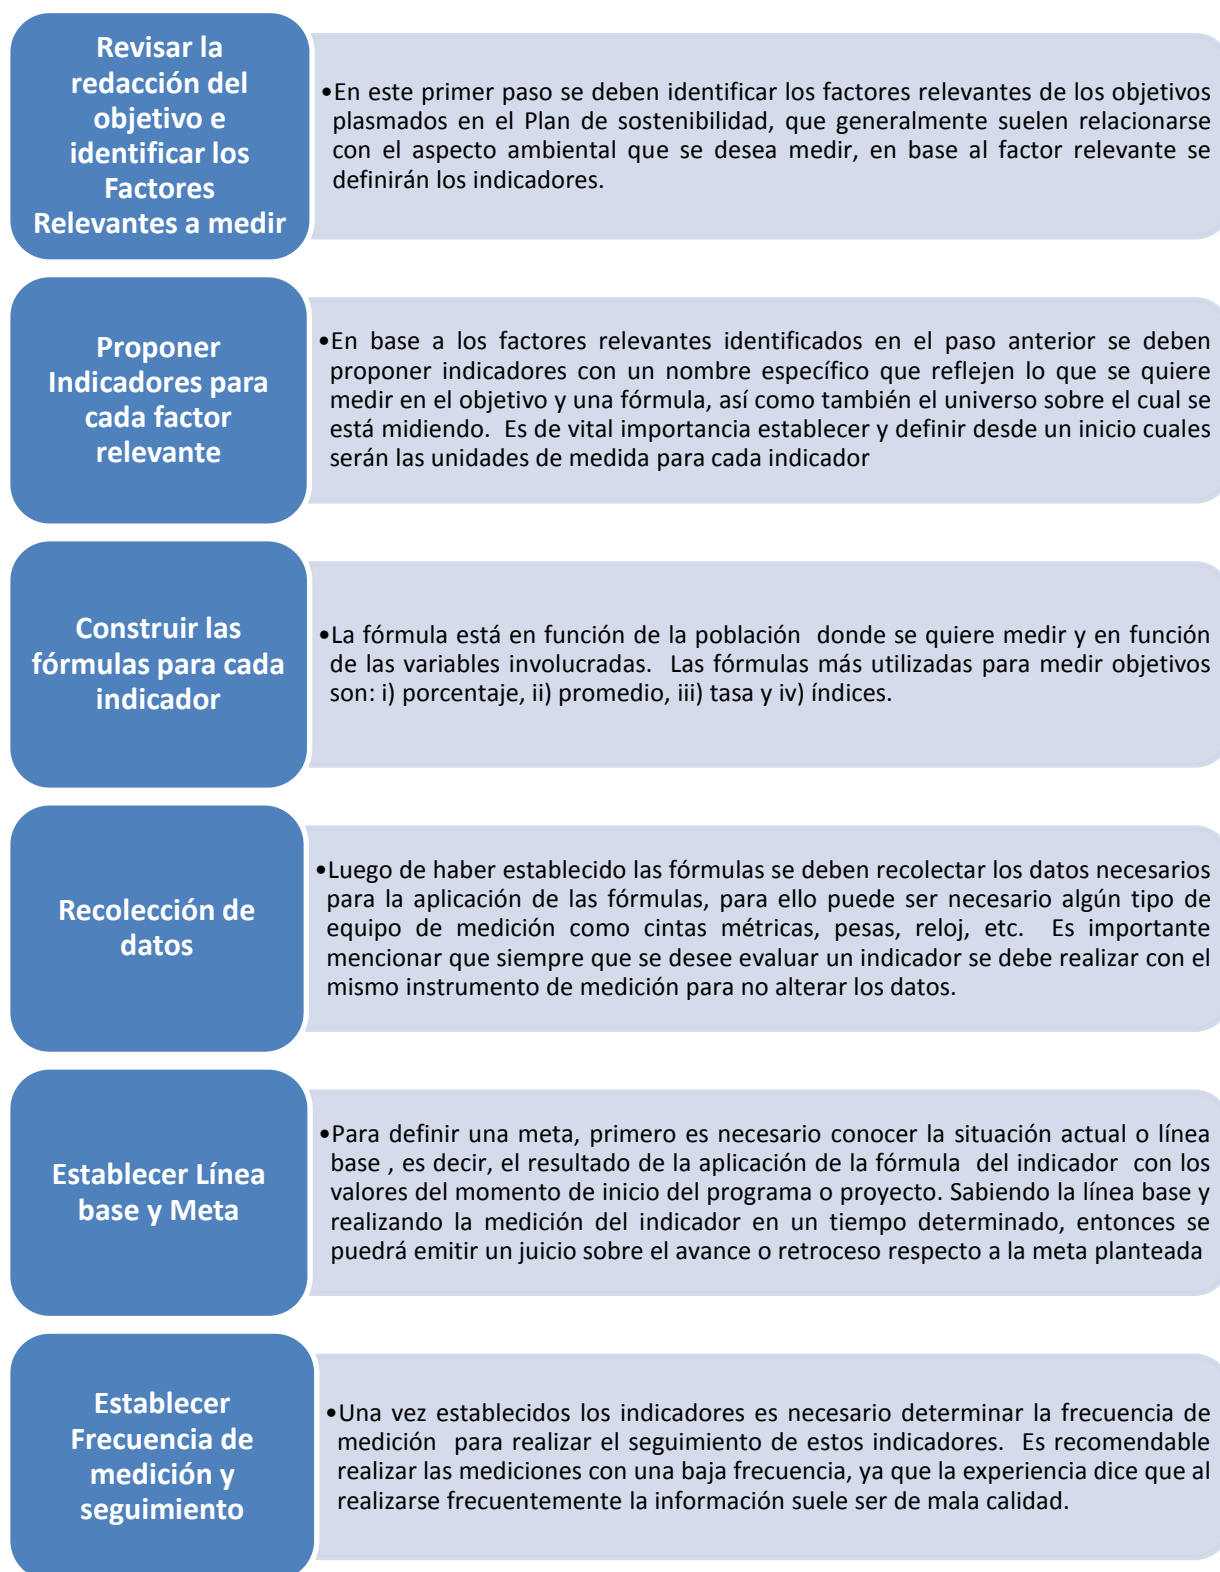 Revisar la
redacción del
objetivo e
identificar los
Factores
Relevantes a medir
•En este primer paso se deben identificar los factores relevantes de los objetivos
plasmados en el Plan de sostenibilidad, que generalmente suelen relacionarse
con el aspecto ambiental que se desea medir, en base al factor relevante se
definirán los indicadores.
Proponer
Indicadores para
cada factor
relevante
•En base a los factores relevantes identificados en el paso anterior se deben
proponer indicadores con un nombre específico que reflejen lo que se quiere
medir en el objetivo y una fórmula, así como también el universo sobre el cual se
está midiendo. Es de vital importancia establecer y definir desde un inicio cuales
serán las unidades de medida para cada indicador
Construir las
fórmulas para cada
indicador
•La fórmula está en función de la población donde se quiere medir y en función
de las variables involucradas. Las fórmulas más utilizadas para medir objetivos
son: i) porcentaje, ii) promedio, iii) tasa y iv) índices.
Recolección de
datos
•Luego de haber establecido las fórmulas se deben recolectar los datos necesarios
para la aplicación de las fórmulas, para ello puede ser necesario algún tipo de
equipo de medición como cintas métricas, pesas, reloj, etc. Es importante
mencionar que siempre que se desee evaluar un indicador se debe realizar con el
mismo instrumento de medición para no alterar los datos.
Establecer Línea
base y Meta
•Para definir una meta, primero es necesario conocer la situación actual o línea
base , es decir, el resultado de la aplicación de la fórmula del indicador con los
valores del momento de inicio del programa o proyecto. Sabiendo la línea base y
realizando la medición del indicador en un tiempo determinado, entonces se
puedrá emitir un juicio sobre el avance o retroceso respecto a la meta planteada
Establecer
Frecuencia de
medición y
seguimiento
•Una vez establecidos los indicadores es necesario determinar la frecuencia de
medición para realizar el seguimiento de estos indicadores. Es recomendable
realizar las mediciones con una baja frecuencia, ya que la experiencia dice que al
realizarse frecuentemente la información suele ser de mala calidad.